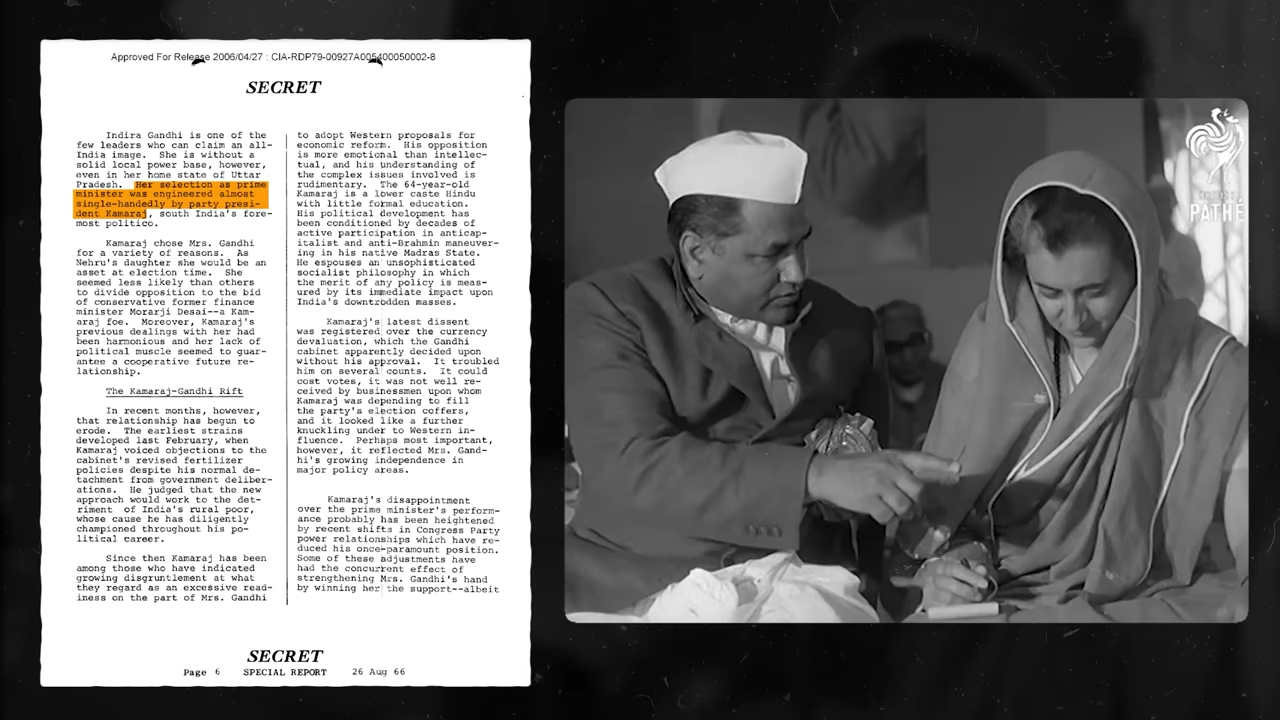 Approved For Release 2006/04/27 : CIA-RDP79-00927A005400050002-8
SECRET
Indira Gandhi is one of the
few leaders who can claim an all-
India image. She is without a
solid local power base, however,
even in her home state of Uttar
Pradesh. Her selection as prime
minister was engineered almost
single-handedly by party presi-
dent Kamaraj, south India's fore-
most politico.
Kamaraj chose Mrs. Gandhi
for a variety of reasons. As
Nehru's daughter she would be an
asset at election time. She
seemed less likely than others
to divide opposition to the bid
of conservative former finance
minister Morarji Desai--a Kam-
araj foe. Moreover, Kamaraj's
previous dealings with her had
been harmonious and her lack of
political muscle seemed to guar-
antee a cooperative future re-
lationship.
The Kamaraj-Gandhi Rift
In recent months, however,
that relationship has begun to
erode. The earliest strains
developed last February, when
Kamaraj voiced objections to the
cabinet's revised fertilizer
policies despite his normal de-
tachment from government deliber-
ations. He judged that the new
approach would work to the det-
riment of India's rural poor,
whose cause he has diligently
championed throughout his po-
litical career.
Since then Kamaraj has been
among those who have indicated
growing disgruntlement at what
they regard as an excessive read-
iness on the part of Mrs. Gandhi
to adopt Western proposals for
economic reform. His opposition
is more emotional than intellec-
tual, and his understanding of
the complex issues involved is
rudimentary. The 64-year-old
Kamaraj is a lower caste Hindu
with little formal education.
His political development has
been conditioned by decades of
active participation in anticap-
italist and anti-Brahmin maneuver-
ing in his native Madras State.
He espouses an unsophisticated
socialist philosophy in which
the merit of any policy is meas-
ured by its immediate impact upon
India's downtrodden masses.
Kamaraj's latest dissent
was registered over the currency
devaluation, which the Gandhi
cabinet apparently decided upon
without his approval. It troubled
him on several counts. It could
cost votes, it was not well re-
ceived by businessmen upon whom
Kamaraj was depending to fill
the party's election coffers,
and it looked like a further
knuckling under to Western in-
fluence. Perhaps most important,
however, it reflected Mrs. Gand-
hi's growing independence in
major policy areas.
Kamaraj's disappointment
over the prime minister's perform-
ance probably has been heightened
by recent shifts in Congress Party
power relationships which have re-
duced his once-paramount position.
Some of these adjustments have
had the concurrent effect of
strengthening Mrs. Gandhi's hand
by winning her the support--albeit
SECRET
Page 6 SPECIAL REPORT 26 Aug 66
PATHÉ